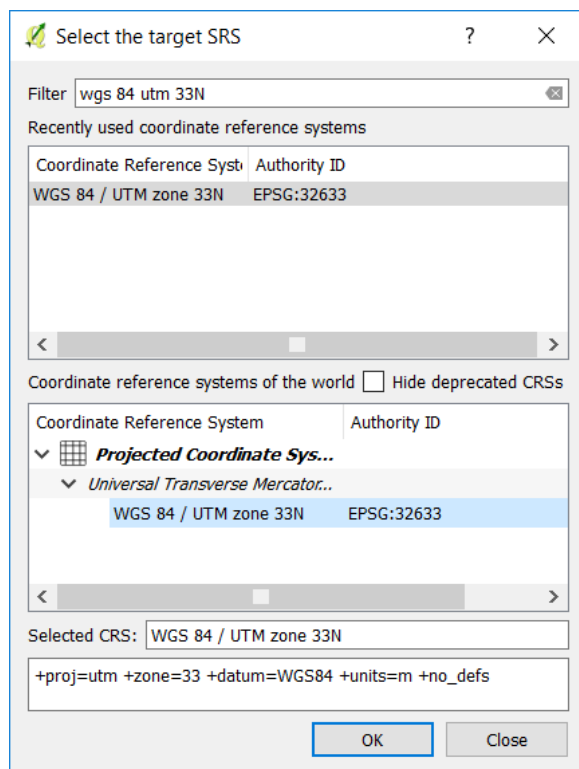 Select the target SRS ? ×
Filter wgs 84 utm 33N
Recently used coordinate reference systems
Coordinate Reference Syst Authority ID
WGS 84 / UTM zone 33N EPSG:32633
Coordinate reference systems of the world Hide deprecated CRSs
Coordinate Reference System Authority ID
Projected Coordinate Sys...
Universal Transverse Mercator...
WGS 84 / UTM zone 33N EPSG:32633
Selected CRS: WGS 84 / UTM zone 33N
+proj=utm +zone=33 +datum=WGS84 +units=m +no_defs
OK Close